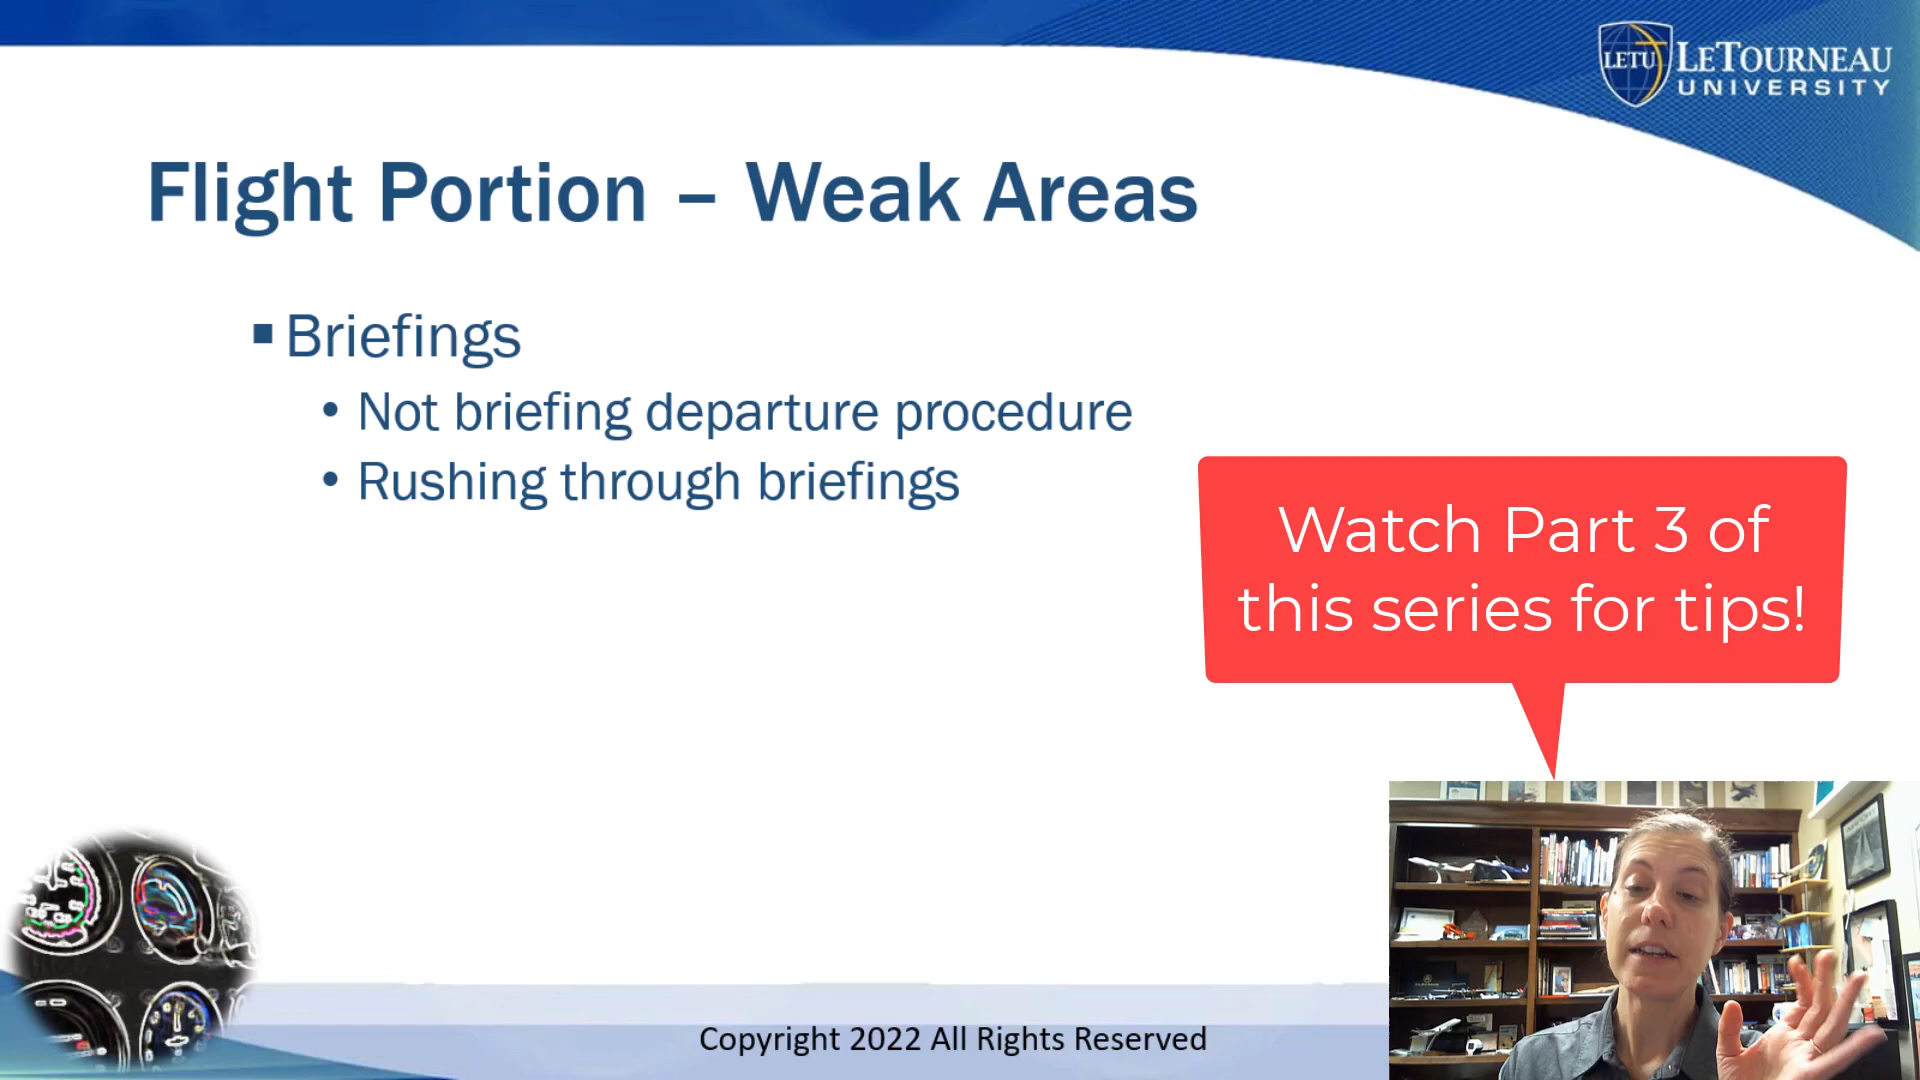 LETU
LETOURNEAU
UNIVERSITY
Flight Portion – Weak Areas
▪ Briefings
• Not briefing departure procedure
• Rushing through briefings
Watch Part 3 of
this series for tips!
Copyright 2022 All Rights Reserved